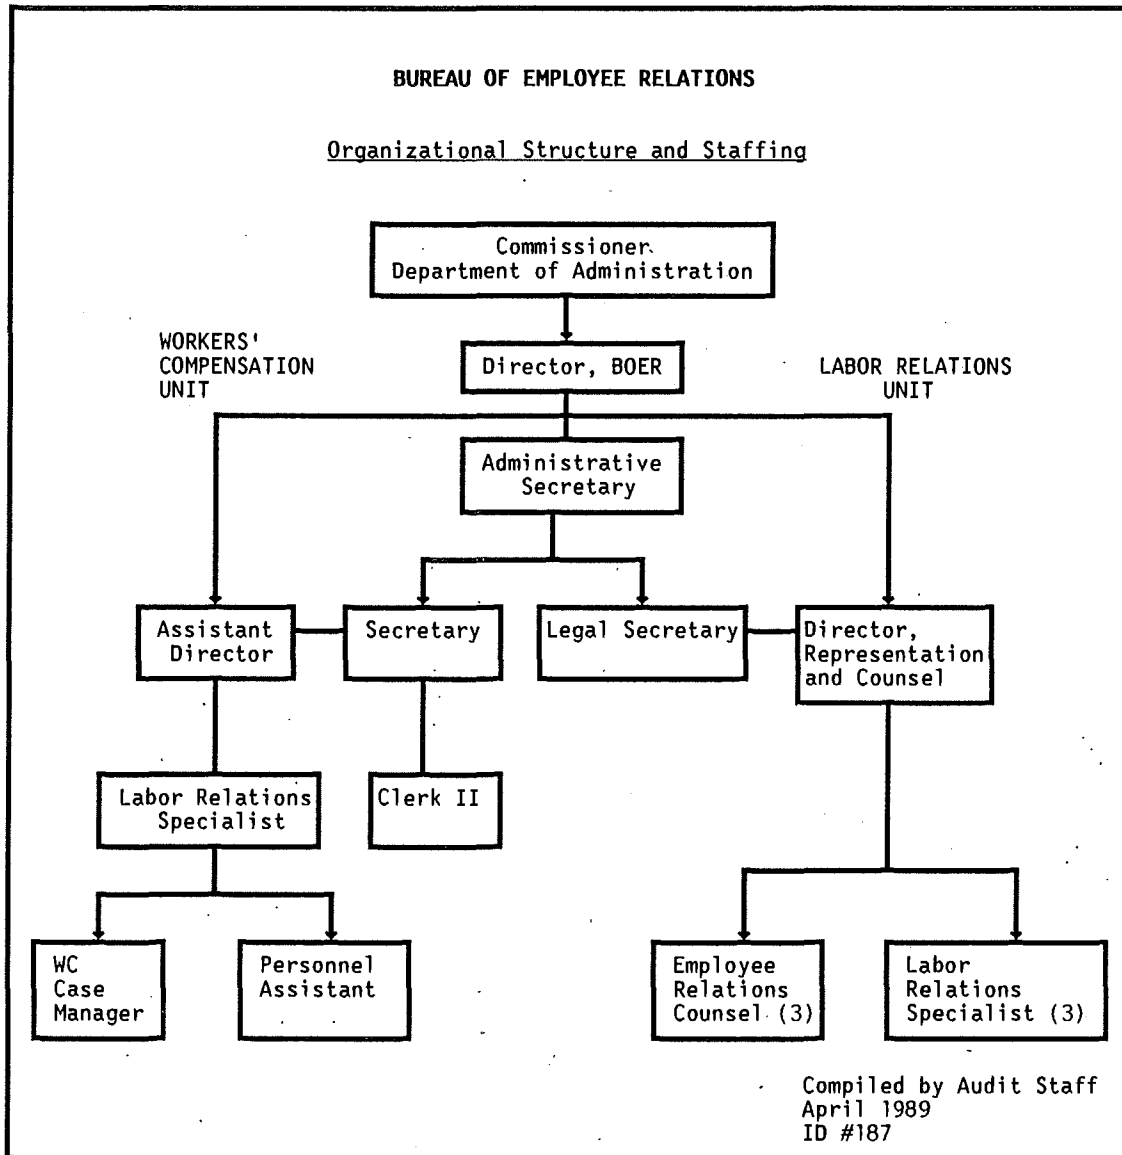 BUREAU OF EMPLOYEE RELATIONS
Organizational Structure and Staffing
Commissioner
Department of Administration
WORKERS'
COMPENSATION
UNIT
Director, BOER
LABOR RELATIONS
UNIT
Administrative
Secretary
Assistant
Director
Secretary
Legal Secretary
Director,
Representation
and Counsel
Labor Relations
Specialist
Clerk II
WC
Case
Manager
Personnel
Assistant
Employee
Relations
Counsel (3)
Labor
Relations
Specialist (3)
Compiled by Audit Staff
April 1989
ID #187